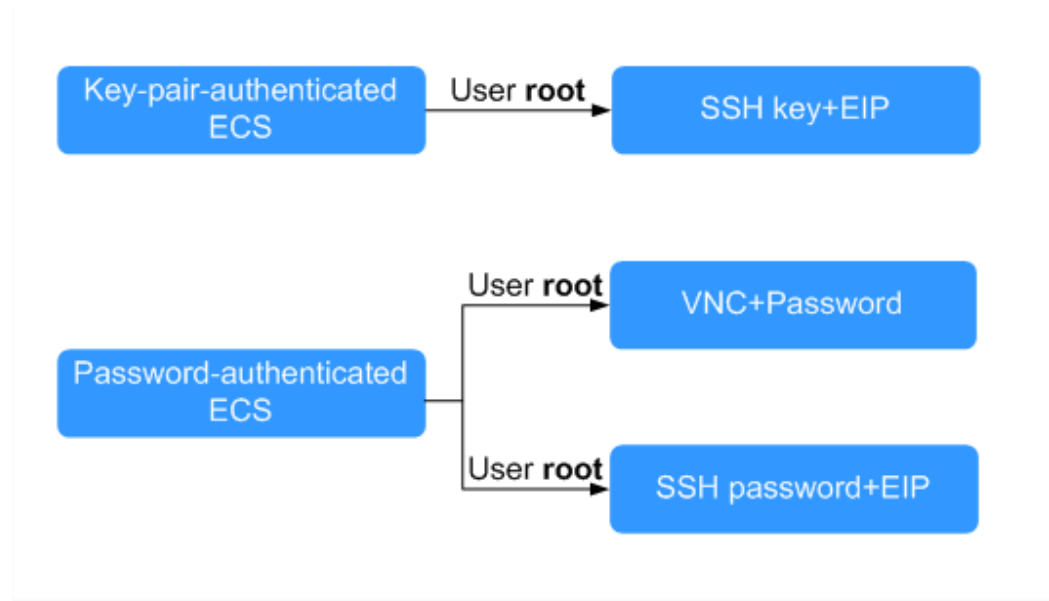 Key-pair-authenticated
ECS
User root
SSH key+EIP
User root
VNC+Password
Password-authenticated
ECS
User root
SSH password+EIP